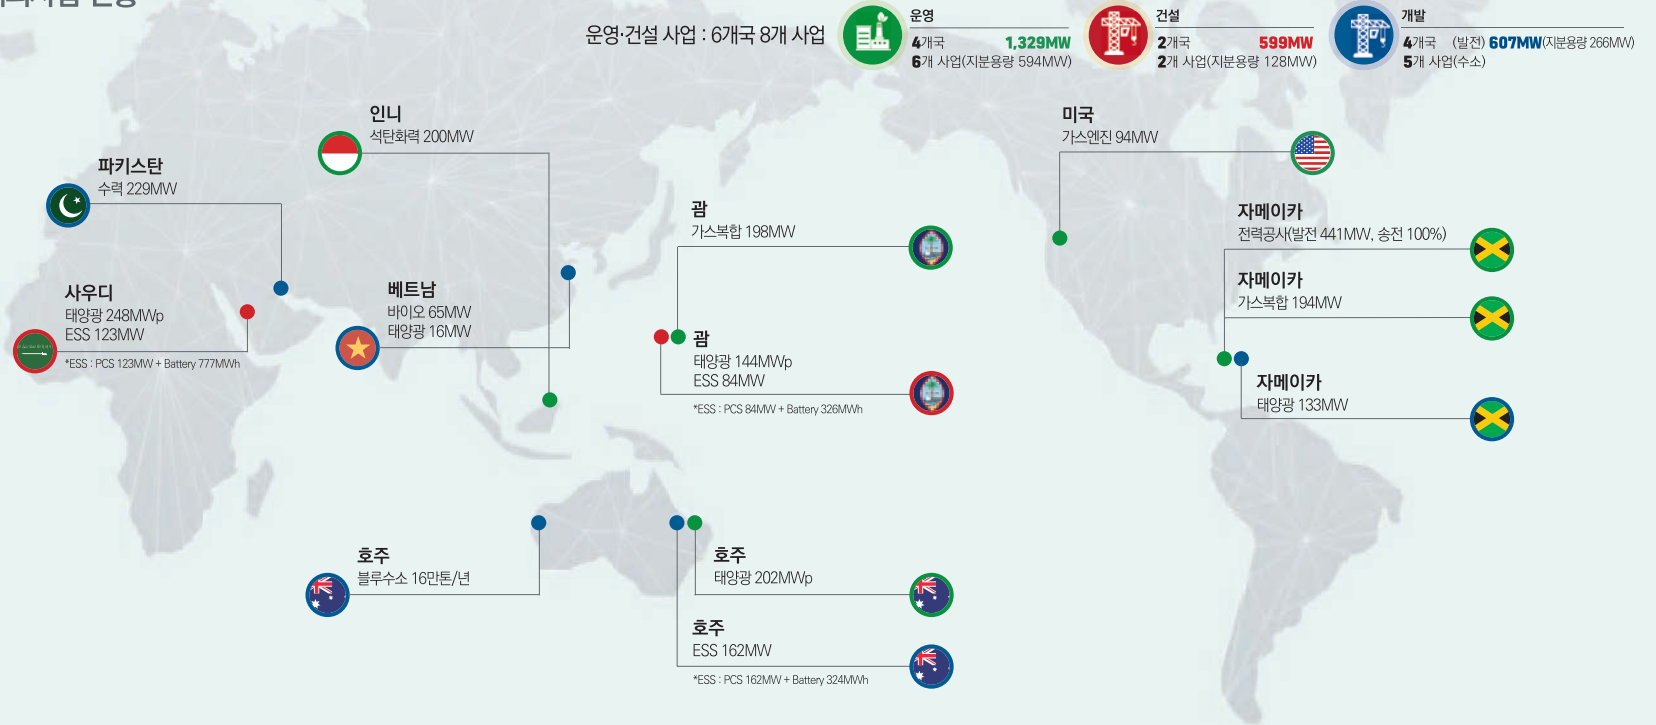 운영·건설 사업 : 6개국 8개 사업
운영
4개국 1,329MW
6개 사업(지분용량 594MW)
건설
2개국 599MW
2개 사업(지분용량 128MW)
개발
4개국 (발전) 607MW(지분용량 266MW)
5개 사업(수소)
인니
석탄화력 200MW
파키스탄
수력 229MW
사우디
태양광 248MWp
ESS 123MW
*ESS : PCS 123MW + Battery 777MWh
베트남
바이오 65MW
태양광 16MW
괌
가스복합 198MW
괌
태양광 144MWp
ESS 84MW
*ESS : PCS 84MW + Battery 326MWh
미국
가스엔진 94MW
자메이카
전력공사(발전 441MW, 송전 100%)
자메이카
가스복합 194MW
자메이카
태양광 133MW
호주
블루수소 16만톤/년
호주
태양광 202MWp
호주
ESS 162MW
*ESS : PCS 162MW + Battery 324MWh